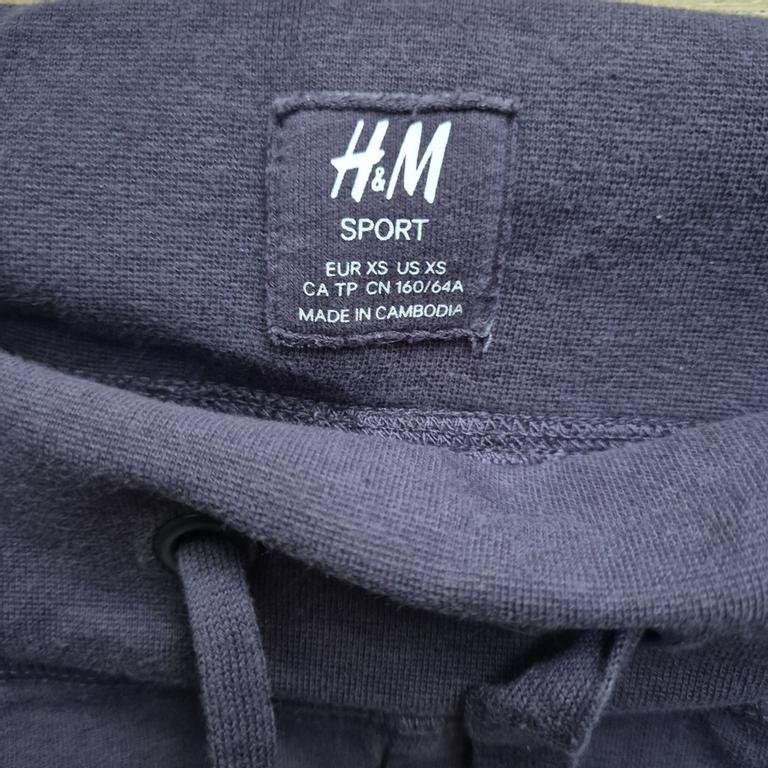 H&M
SPORT
EUR XS US XS
CA TP CN 160/64A
MADE IN CAMBODIA